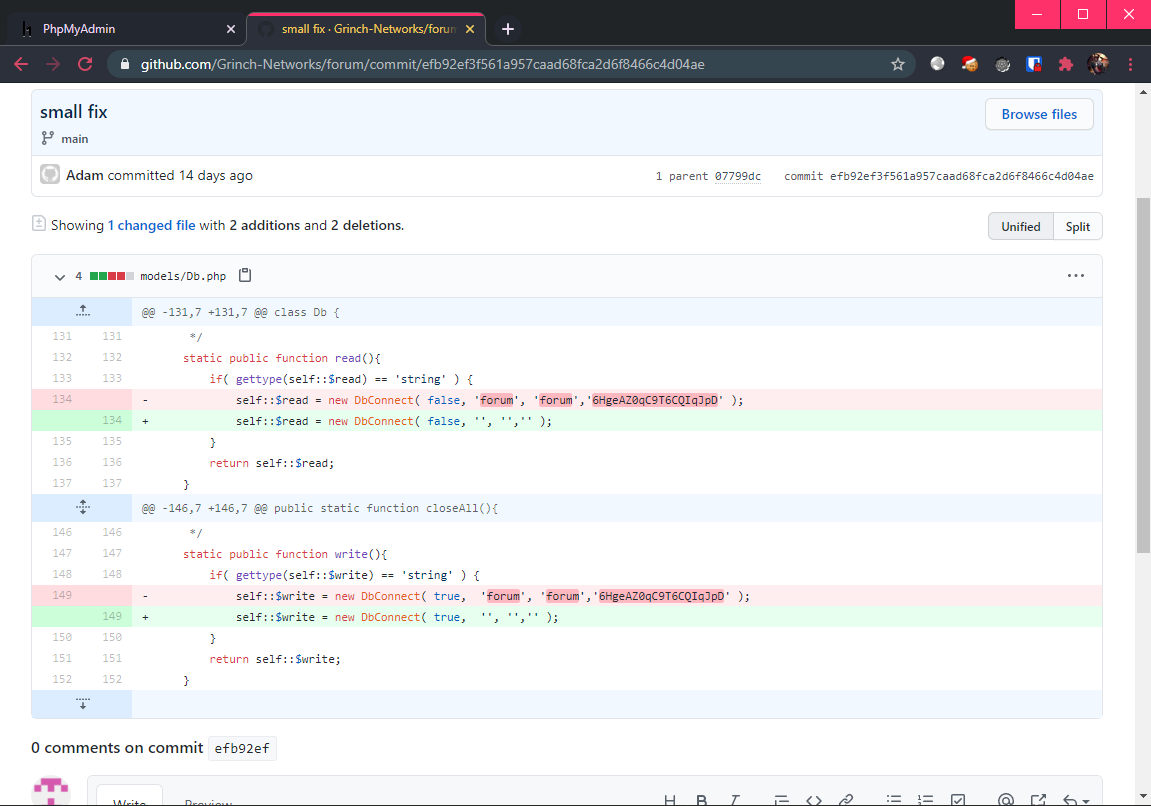 PhpMyAdmin
small fix · Grinch-Networks/forum
github.com/Grinch-Networks/forum/commit/efb92ef3f561a957caad68fca2d6f8466c4d04ae
small fix
Browse files
main
Adam committed 14 days ago
1 parent 07799dc commit efb92ef3f561a957caad68fca2d6f8466c4d04ae
Showing 1 changed file with 2 additions and 2 deletions.
Unified Split
4 models/Db.php
@@ -131,7 +131,7 @@ class Db {
131 131 */
132 132 static public function read(){
133 133 if( gettype(self::$read) == 'string' ) {
134 - self::$read = new DbConnect( false, 'forum', 'forum','6HgeAZ0qC9T6CQIqJpD' );
134 + self::$read = new DbConnect( false, '', '','' );
135 135 }
136 136 return self::$read;
137 137 }
@@ -146,7 +146,7 @@ public static function closeAll(){
146 146 */
147 147 static public function write(){
148 148 if( gettype(self::$write) == 'string' ) {
149 - self::$write = new DbConnect( true, 'forum', 'forum','6HgeAZ0qC9T6CQIqJpD' );
149 + self::$write = new DbConnect( true, '', '','' );
150 150 }
151 151 return self::$write;
152 152 }
0 comments on commit efb92ef
Write Preview